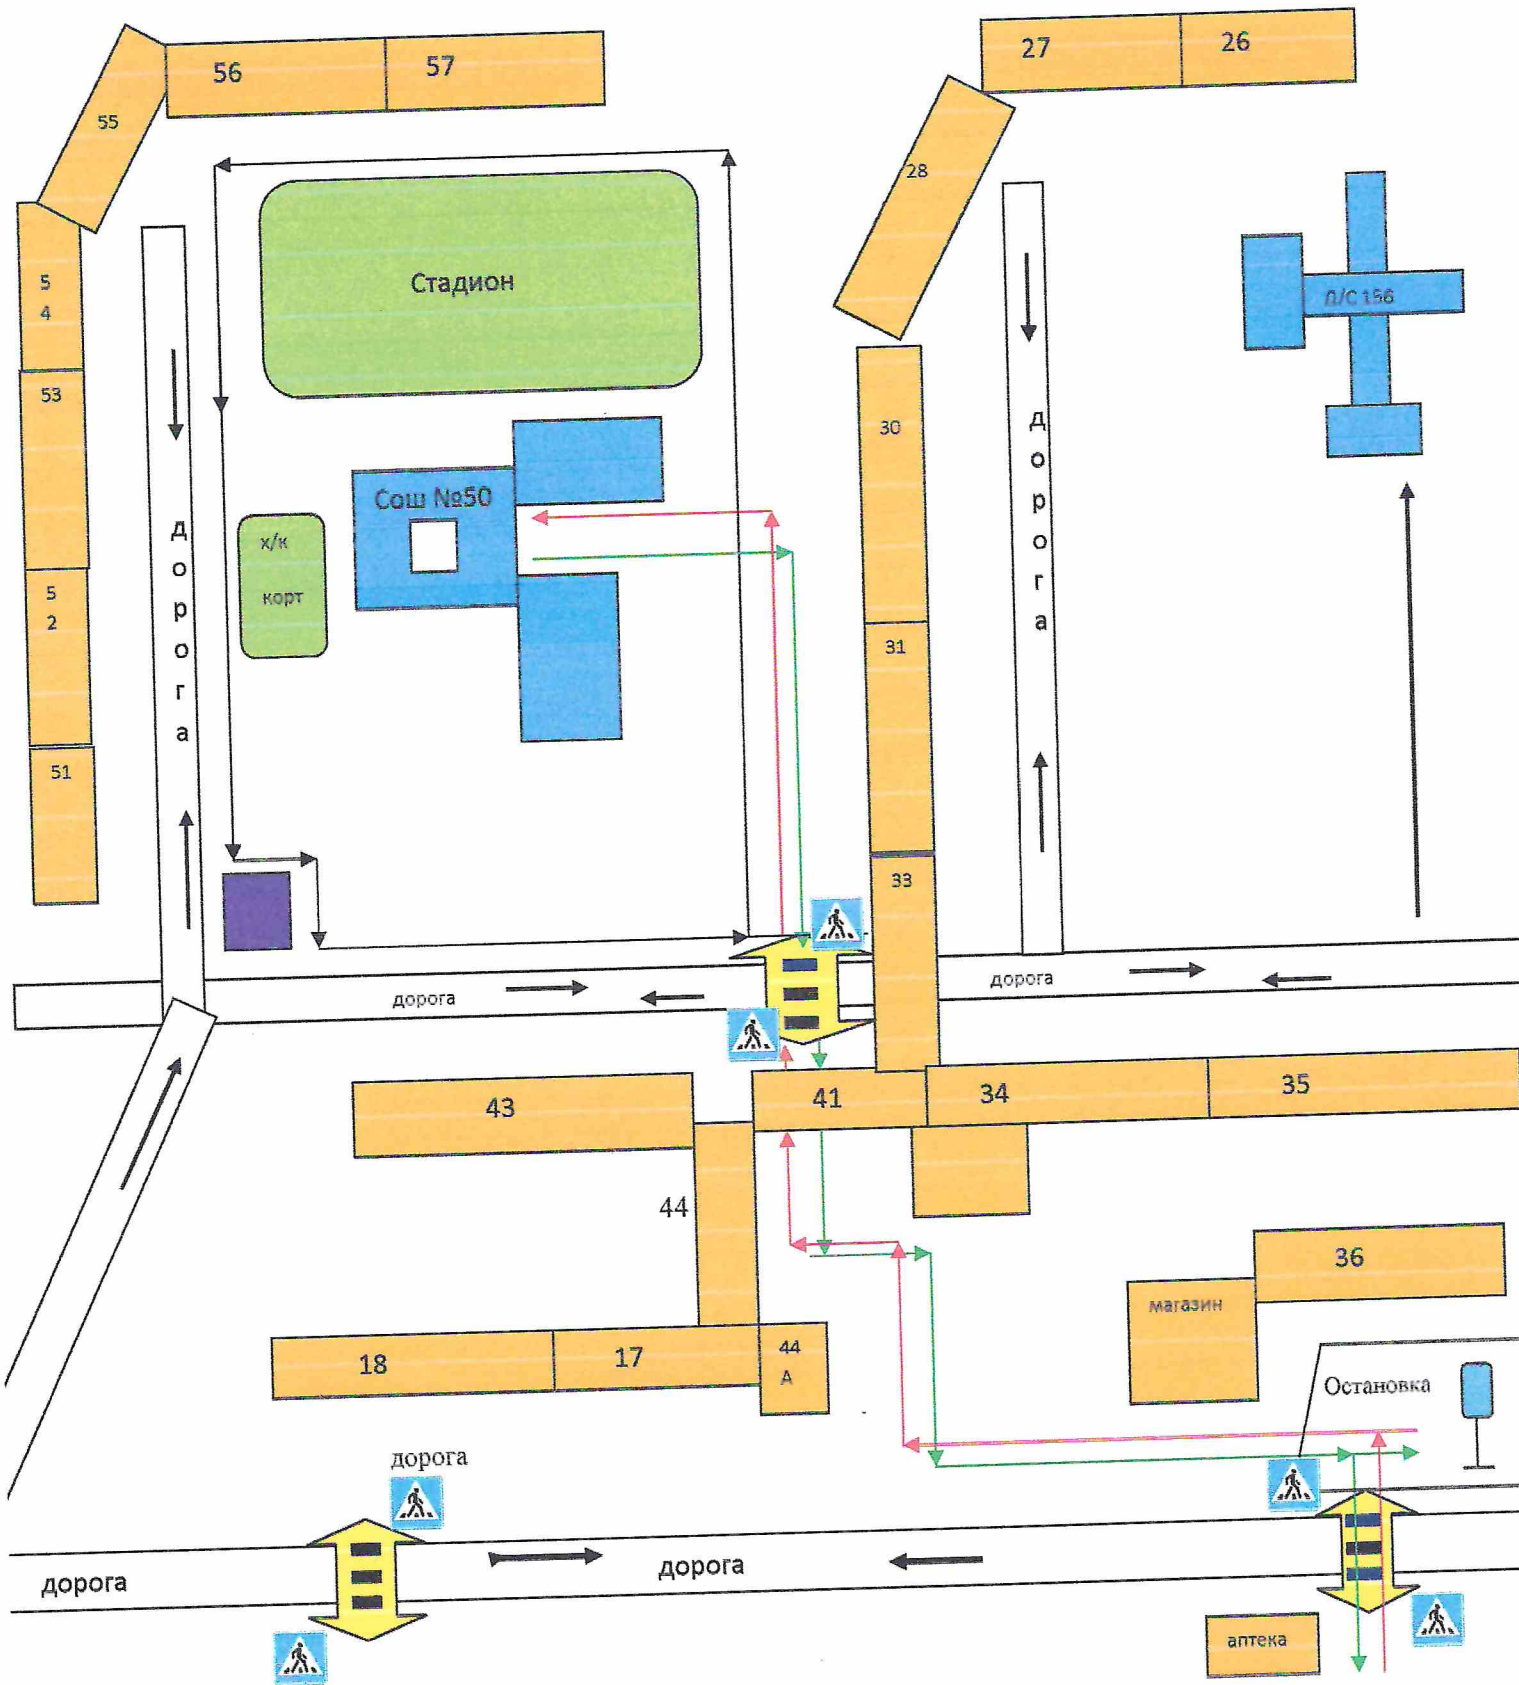 56
57
27
26
55
28
Стадион
5
4
Д/С 156
53
30
Сош №50
х/к
корт
д
о
р
о
г
а
д
о
р
о
г
а
5
2
31
51
33
дорога
дорога
43
41
34
35
44
36
магазин
18
17
44
А
Остановка
дорога
дорога
дорога
аптека